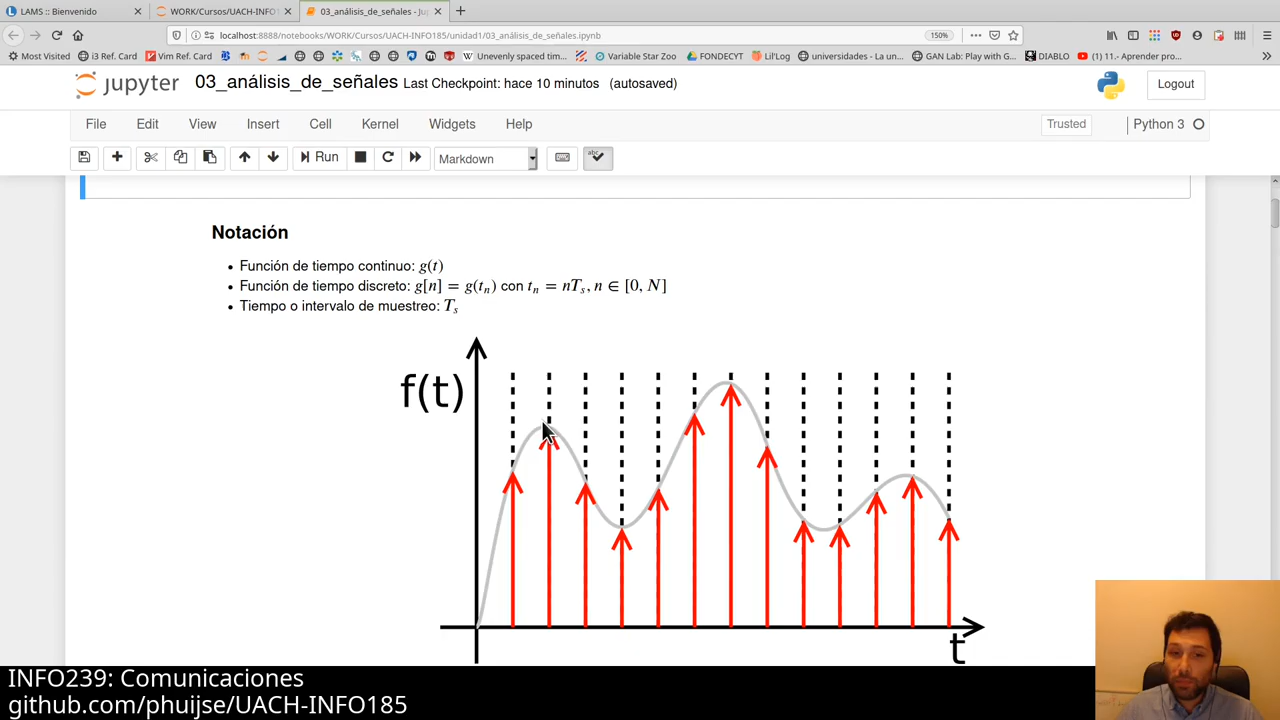 LAMS :: Bienvenido
WORK/Cursos/UACH-INFO1
03_análisis_de_señales - Jup
localhost:8888/notebooks/WORK/Cursos/UACH-INFO185/unidad1/03_análisis_de_señales.ipynb
150%
Most Visited
i3 Ref. Card
Vim Ref. Card
Unevenly spaced tim...
Variable Star Zoo
FONDECYT
Lil'Log
universidades - La un...
GAN Lab: Play with G...
DIABLO
(1) 11.- Aprender pro...
jupyter 03_análisis_de_señales Last Checkpoint: hace 10 minutos (autosaved)
Logout
File Edit View Insert Cell Kernel Widgets Help
Trusted
Python 3
Run
Markdown
abc
Notación
• Función de tiempo continuo: g(t)
• Función de tiempo discreto: g[n] = g(tₙ) con tₙ = nTₛ, n ∈ [0, N]
• Tiempo o intervalo de muestreo: Tₛ
f(t)
t
INFO239: Comunicaciones
github.com/phuijse/UACH-INFO185